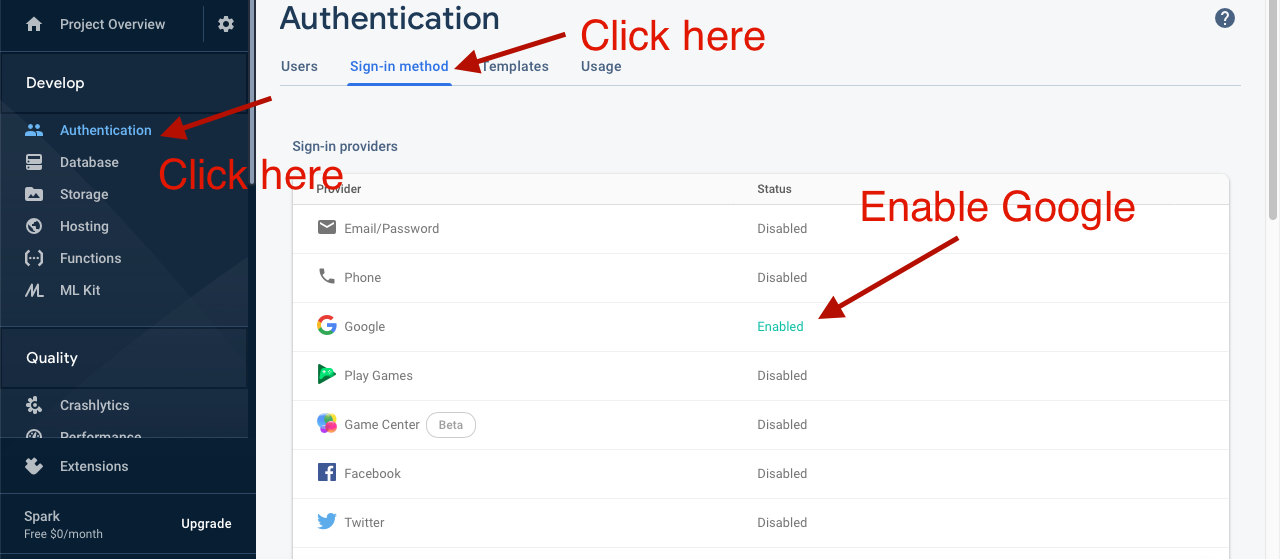 Project Overview
Develop
Authentication
Database
Storage
Hosting
Functions
ML Kit
Quality
Crashlytics
Performance
Extensions
Spark
Free $0/month
Upgrade
Click here
Authentication
?
Click here
Users
Sign-in method
Templates
Usage
Sign-in providers
Provider
Status
Enable Google
Email/Password
Disabled
Phone
Disabled
Google
Enabled
Play Games
Disabled
Game Center
Beta
Disabled
Facebook
Disabled
Twitter
Disabled